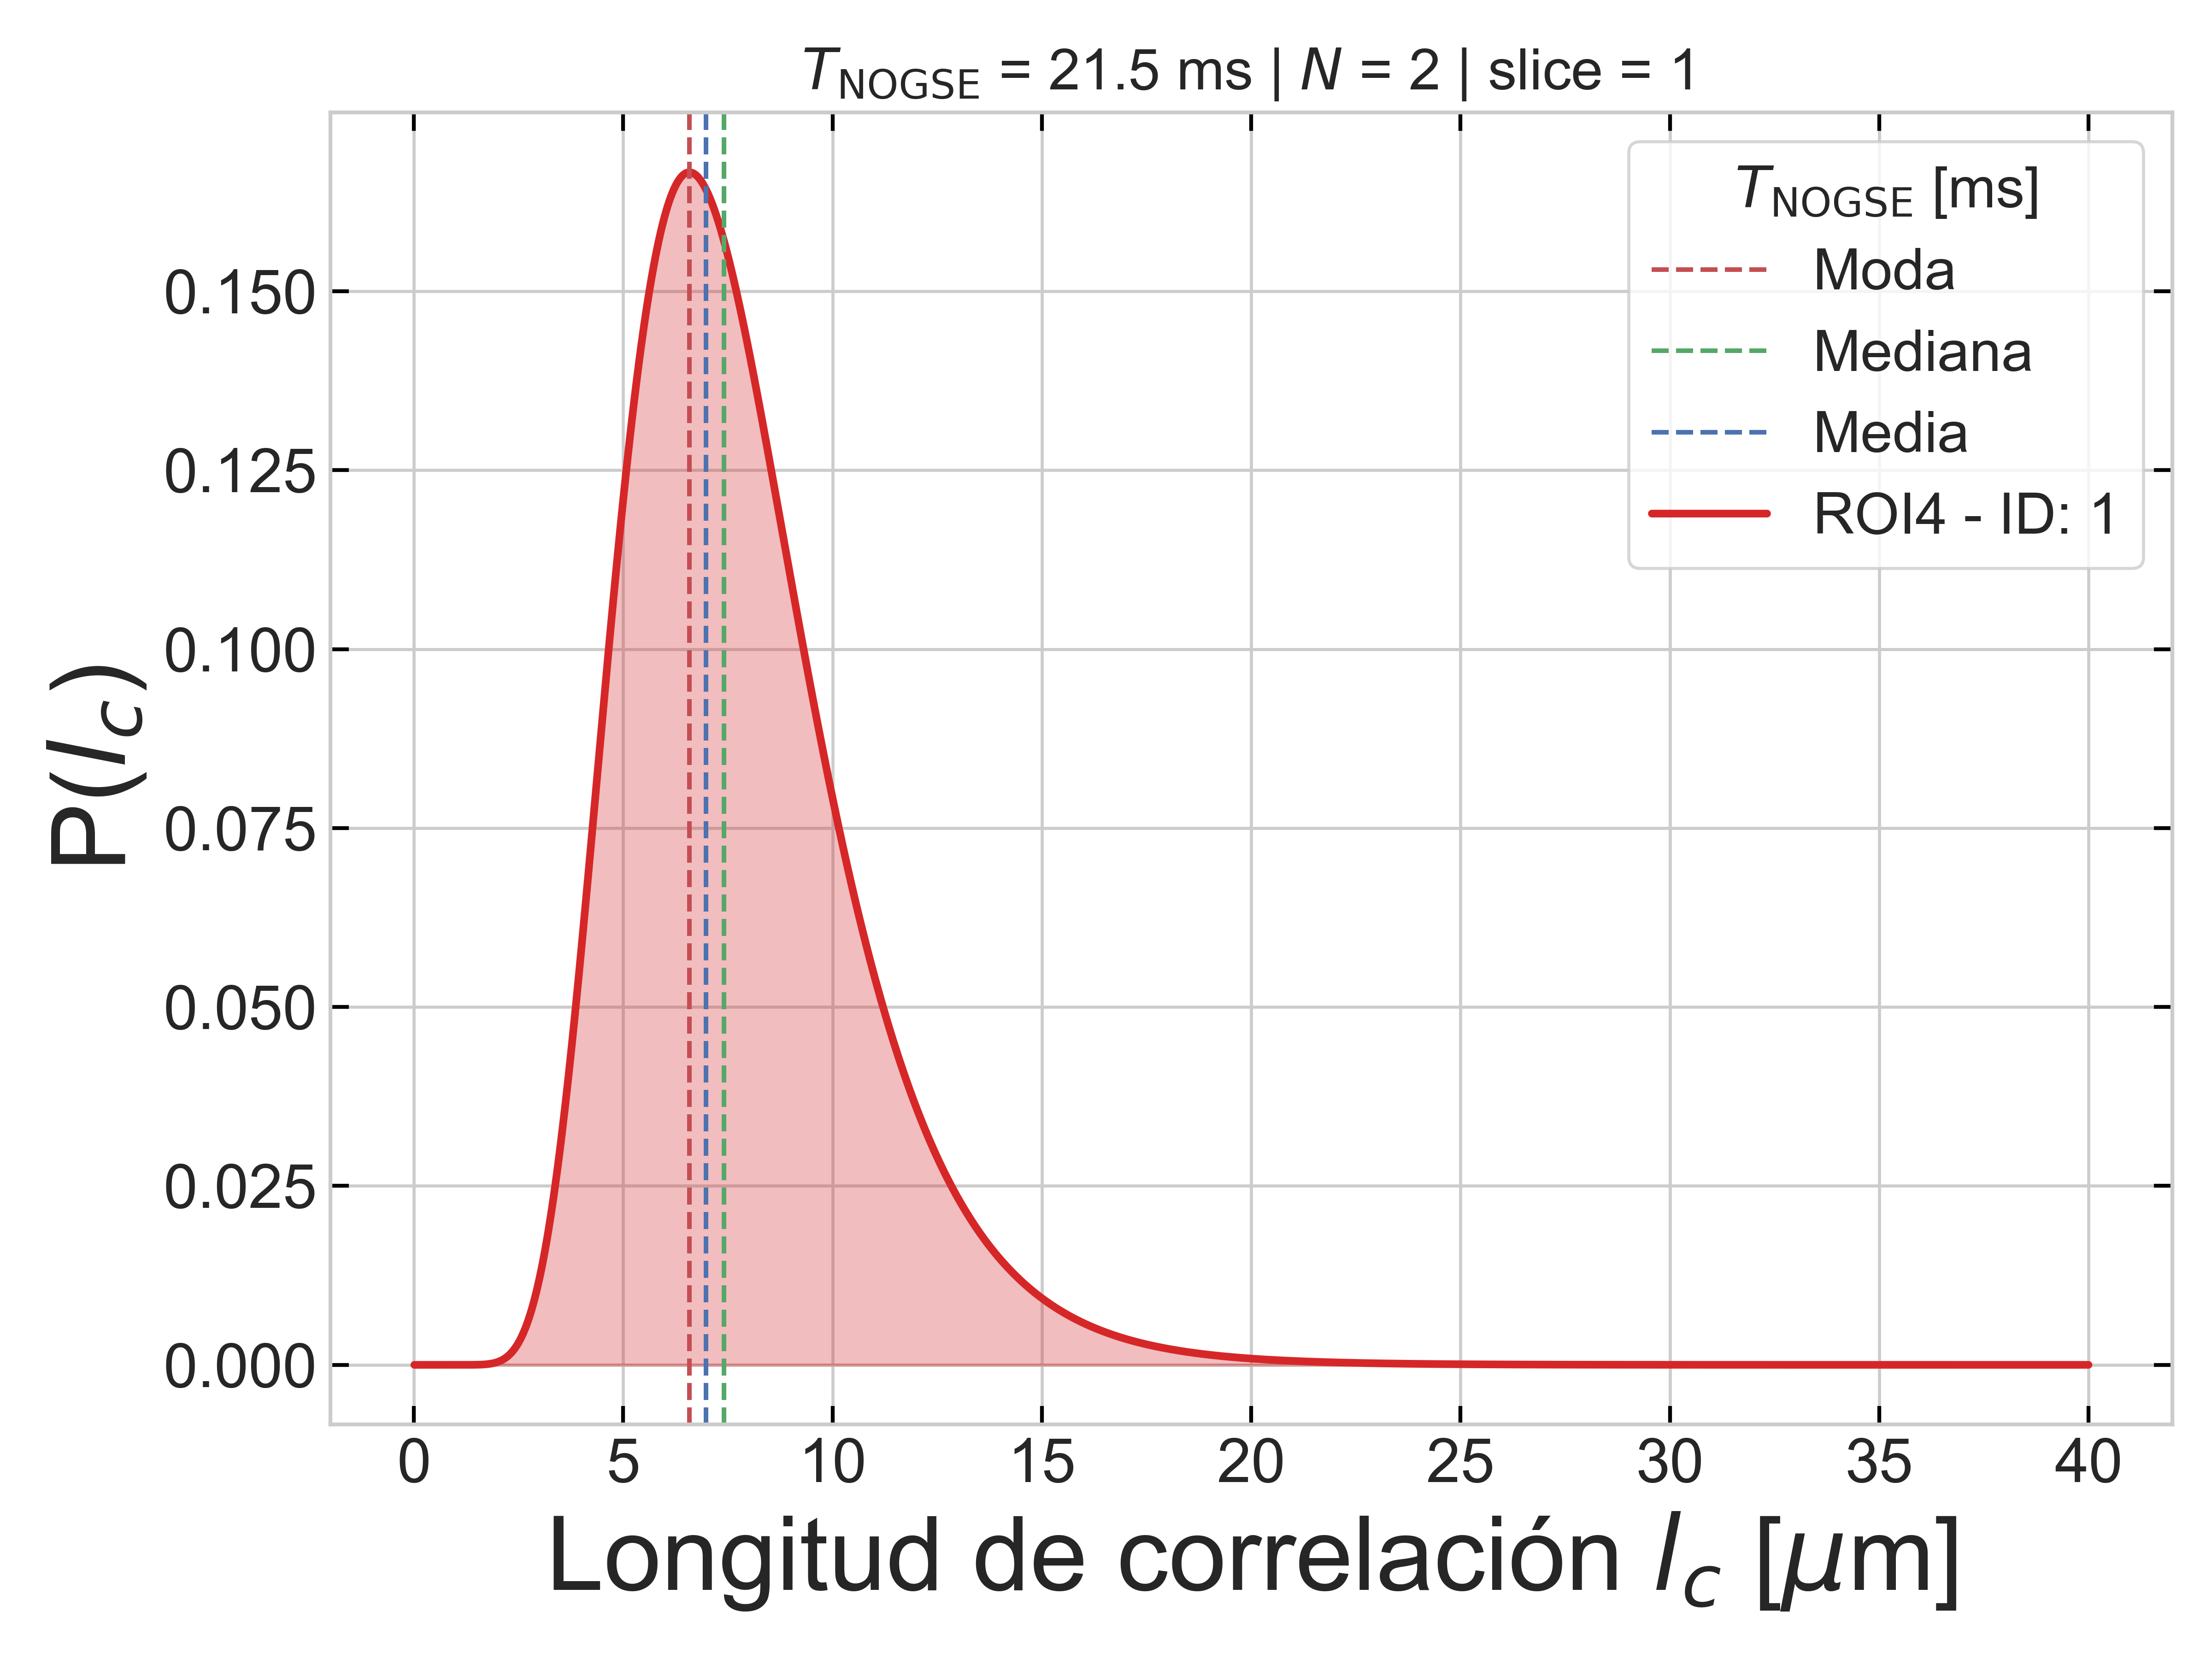 T_NOGSE = 21.5 ms | N = 2 | slice = 1
T_NOGSE [ms]
Moda
Mediana
Media
ROI4 - ID: 1
P(l_c)
0.150
0.125
0.100
0.075
0.050
0.025
0.000
0 5 10 15 20 25 30 35 40
Longitud de correlación l_c [μm]